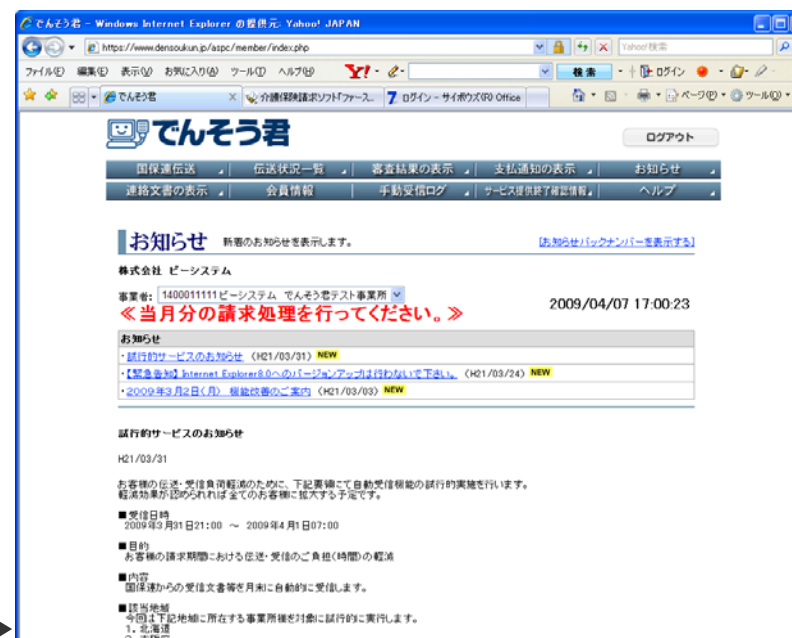 でんそう君 - Windows Internet Explorer の提供元: Yahoo! JAPAN
https://www.densoukun.jp/aspc/member/index.php
Yahoo!検索
ファイル(F) 編集(E) 表示(V) お気に入り(A) ツール(T) ヘルプ(H) Y! 検索 ログイン
でんそう君 介護保険請求ソフト「ファー... ログイン - サイボウズ(R) Office ページ(P) ツール(O)
でんそう君
ログアウト
国保連伝送 伝送状況一覧 審査結果の表示 支払通知の表示 お知らせ
連絡文書の表示 会員情報 手動受信ログ サービス提供終了確認情報 ヘルプ
お知らせ 新着のお知らせを表示します。 [お知らせバックナンバーを表示する]
株式会社 ビーシステム
事業者: 1400011111ビーシステム でんそう君テスト事業所
≪当月分の請求処理を行ってください。≫
2009/04/07 17:00:23
お知らせ
・試行的サービスのお知らせ (H21/03/31) NEW
・【緊急告知】Internet Explorer8.0へのバージョンアップは行わないで下さい。 (H21/03/24) NEW
・2009年3月2日(月) 機能改善のご案内 (H21/03/03) NEW
試行的サービスのお知らせ
H21/03/31
お客様の伝送・受信負荷軽減のために、下記要領にて自動受信機能の試行的実施を行います。
軽減効果が認められれば全てのお客様に拡大する予定です。
■受信日時
2009年3月31日21:00 ～ 2009年4月1日07:00
■目的
お客様の請求期間における伝送・受信のご負担(時間)の軽減
■内容
国保連からの受信文書等を月末に自動的に受信します。
■該当地域
今回は下記地域に所在する事業所様を対象に試行的に実行します。
1. 北海道